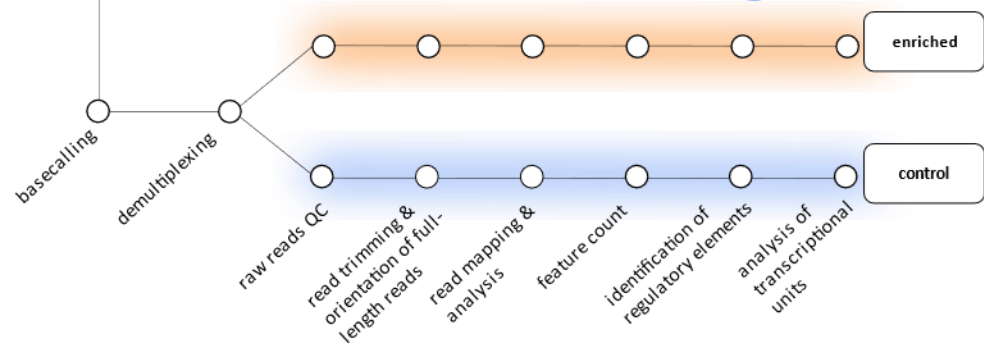 enriched
control
basecalling
demultiplexing
raw reads QC
read trimming &
orientation of full-
length reads
read mapping &
analysis
feature count
identification of
regulatory elements
analysis of
transcriptional
units